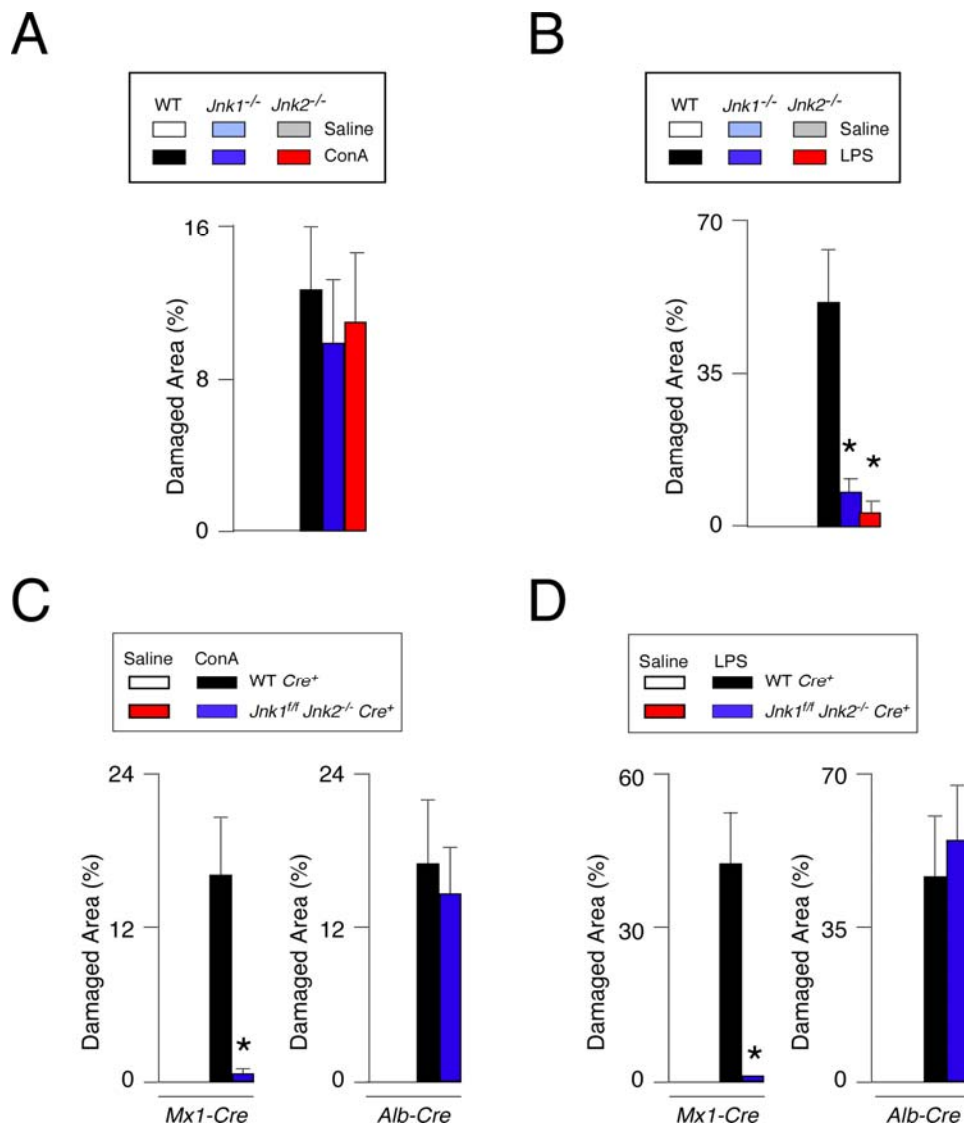 A
WT Jnk1-/- Jnk2-/-
Saline
ConA
16
8
0
Damaged Area (%)
B
WT Jnk1-/- Jnk2-/-
Saline
LPS
70
35
0
Damaged Area (%)
* *
C
Saline ConA
WT Cre+
Jnk1f/f Jnk2-/- Cre+
24
12
0
Damaged Area (%)
*
Mx1-Cre
24
12
0
Damaged Area (%)
Alb-Cre
D
Saline LPS
WT Cre+
Jnk1f/f Jnk2-/- Cre+
60
30
0
Damaged Area (%)
*
Mx1-Cre
70
35
0
Damaged Area (%)
Alb-Cre